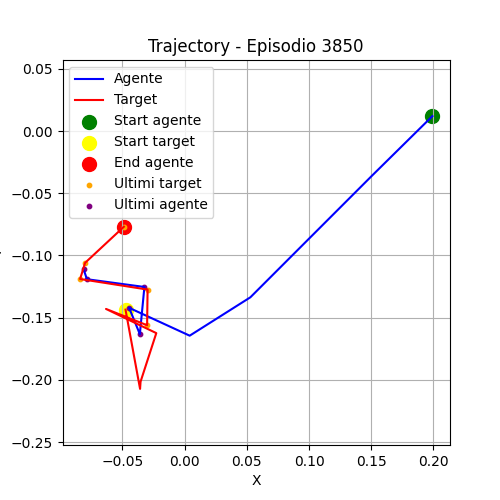 Trajectory - Episodio 3850
Agente
Target
Start agente
Start target
End agente
Ultimi target
Ultimi agente
0.05
0.00
−0.05
−0.10
−0.15
−0.20
−0.25
−0.05
0.00
0.05
0.10
0.15
0.20
X